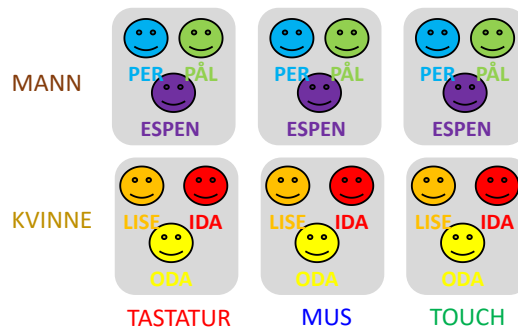 PER PÅL PER PÅL PER PÅL
MANN
ESPEN ESPEN ESPEN
LISE IDA LISE IDA LISE IDA
KVINNE
ODA ODA ODA
TASTATUR MUS TOUCH